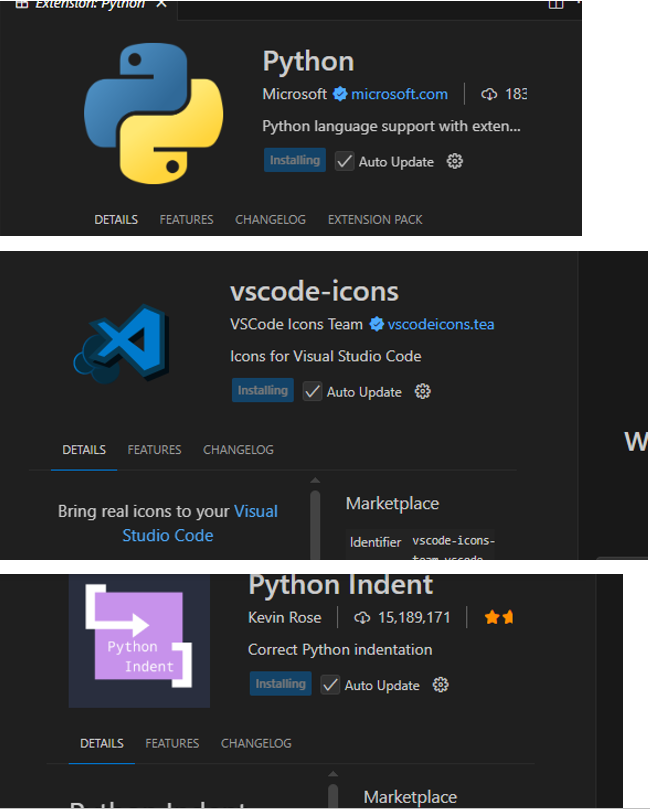 Extension: Python
Python
Microsoft microsoft.com 183
Python language support with exten...
Installing Auto Update
DETAILS FEATURES CHANGELOG EXTENSION PACK
vscode-icons
VSCode Icons Team vscodeicons.tea
Icons for Visual Studio Code
Installing Auto Update
DETAILS FEATURES CHANGELOG
W
Bring real icons to your Visual
Studio Code
Marketplace
Identifier vscode-icons-
team.vscode-
Python Indent
Python
Indent
Kevin Rose 15,189,171
Correct Python indentation
Installing Auto Update
DETAILS FEATURES CHANGELOG
Python Indent
Marketplace